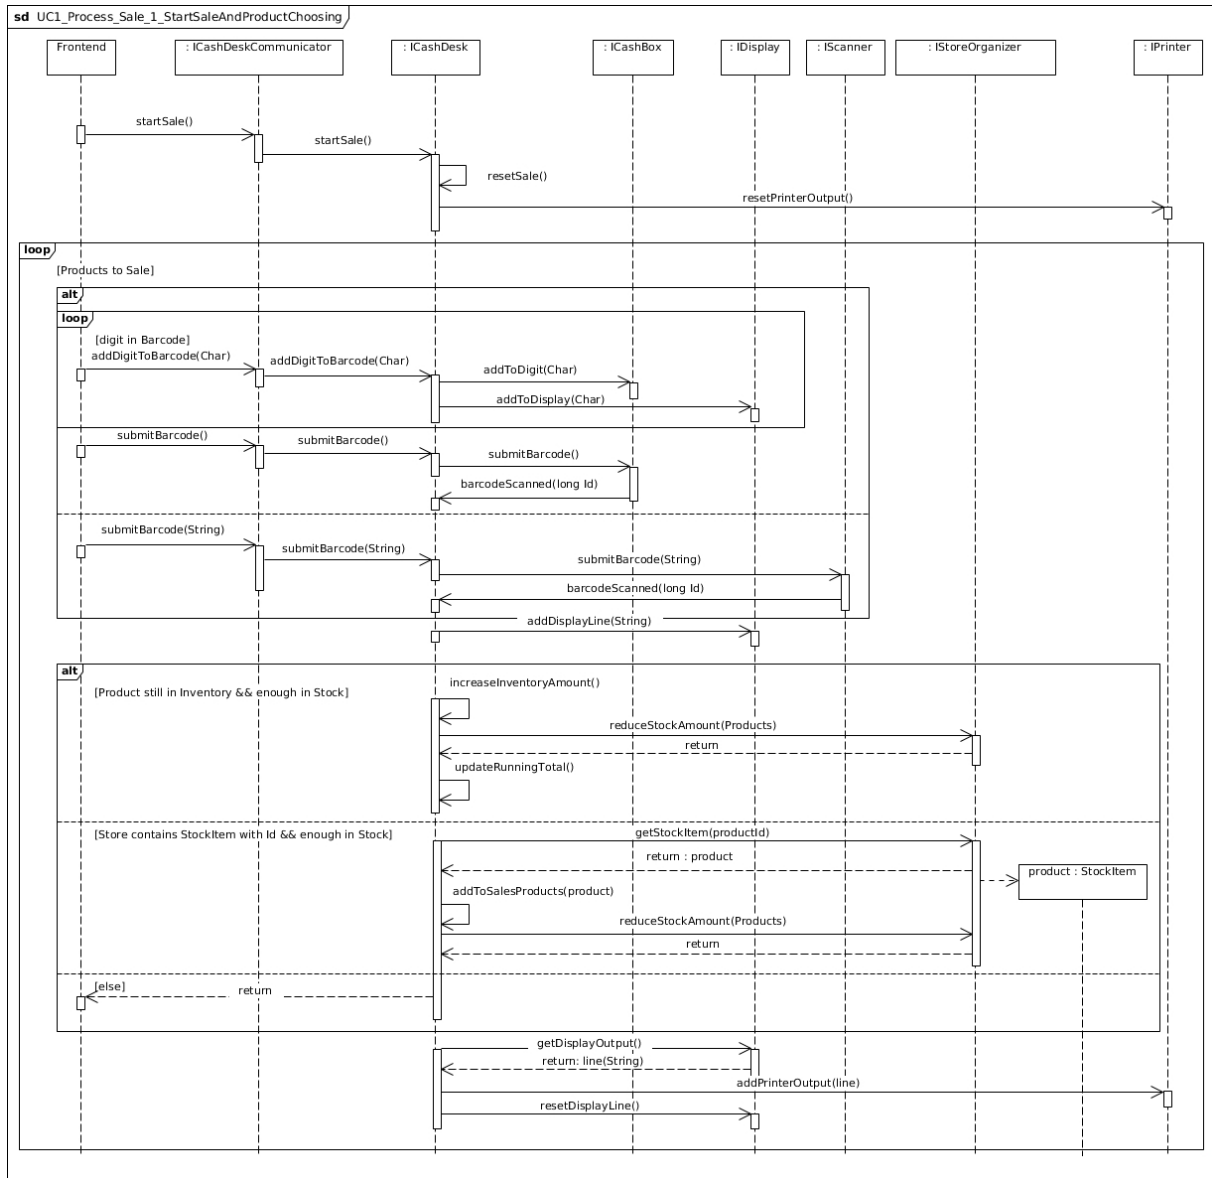 sd UC1_Process_Sale_1_StartSaleAndProductChoosing
Frontend
: ICashDeskCommunicator
: ICashDesk
: ICashBox
: IDisplay
: IScanner
: IStoreOrganizer
: IPrinter
startSale()
startSale()
resetSale()
resetPrinterOutput()
loop
[Products to Sale]
alt
loop
[digit in Barcode]
addDigitToBarcode(Char)
addDigitToBarcode(Char)
addToDigit(Char)
addToDisplay(Char)
submitBarcode()
submitBarcode()
submitBarcode()
barcodeScanned(long Id)
submitBarcode(String)
submitBarcode(String)
submitBarcode(String)
barcodeScanned(long Id)
addDisplayLine(String)
alt
[Product still in Inventory && enough in Stock]
increaseInventoryAmount()
reduceStockAmount(Products)
return
updateRunningTotal()
[Store contains StockItem with Id && enough in Stock]
getStockItem(productId)
return : product
product : StockItem
addToSalesProducts(product)
reduceStockAmount(Products)
return
[else]
return
getDisplayOutput()
return: line(String)
addPrinterOutput(line)
resetDisplayLine()